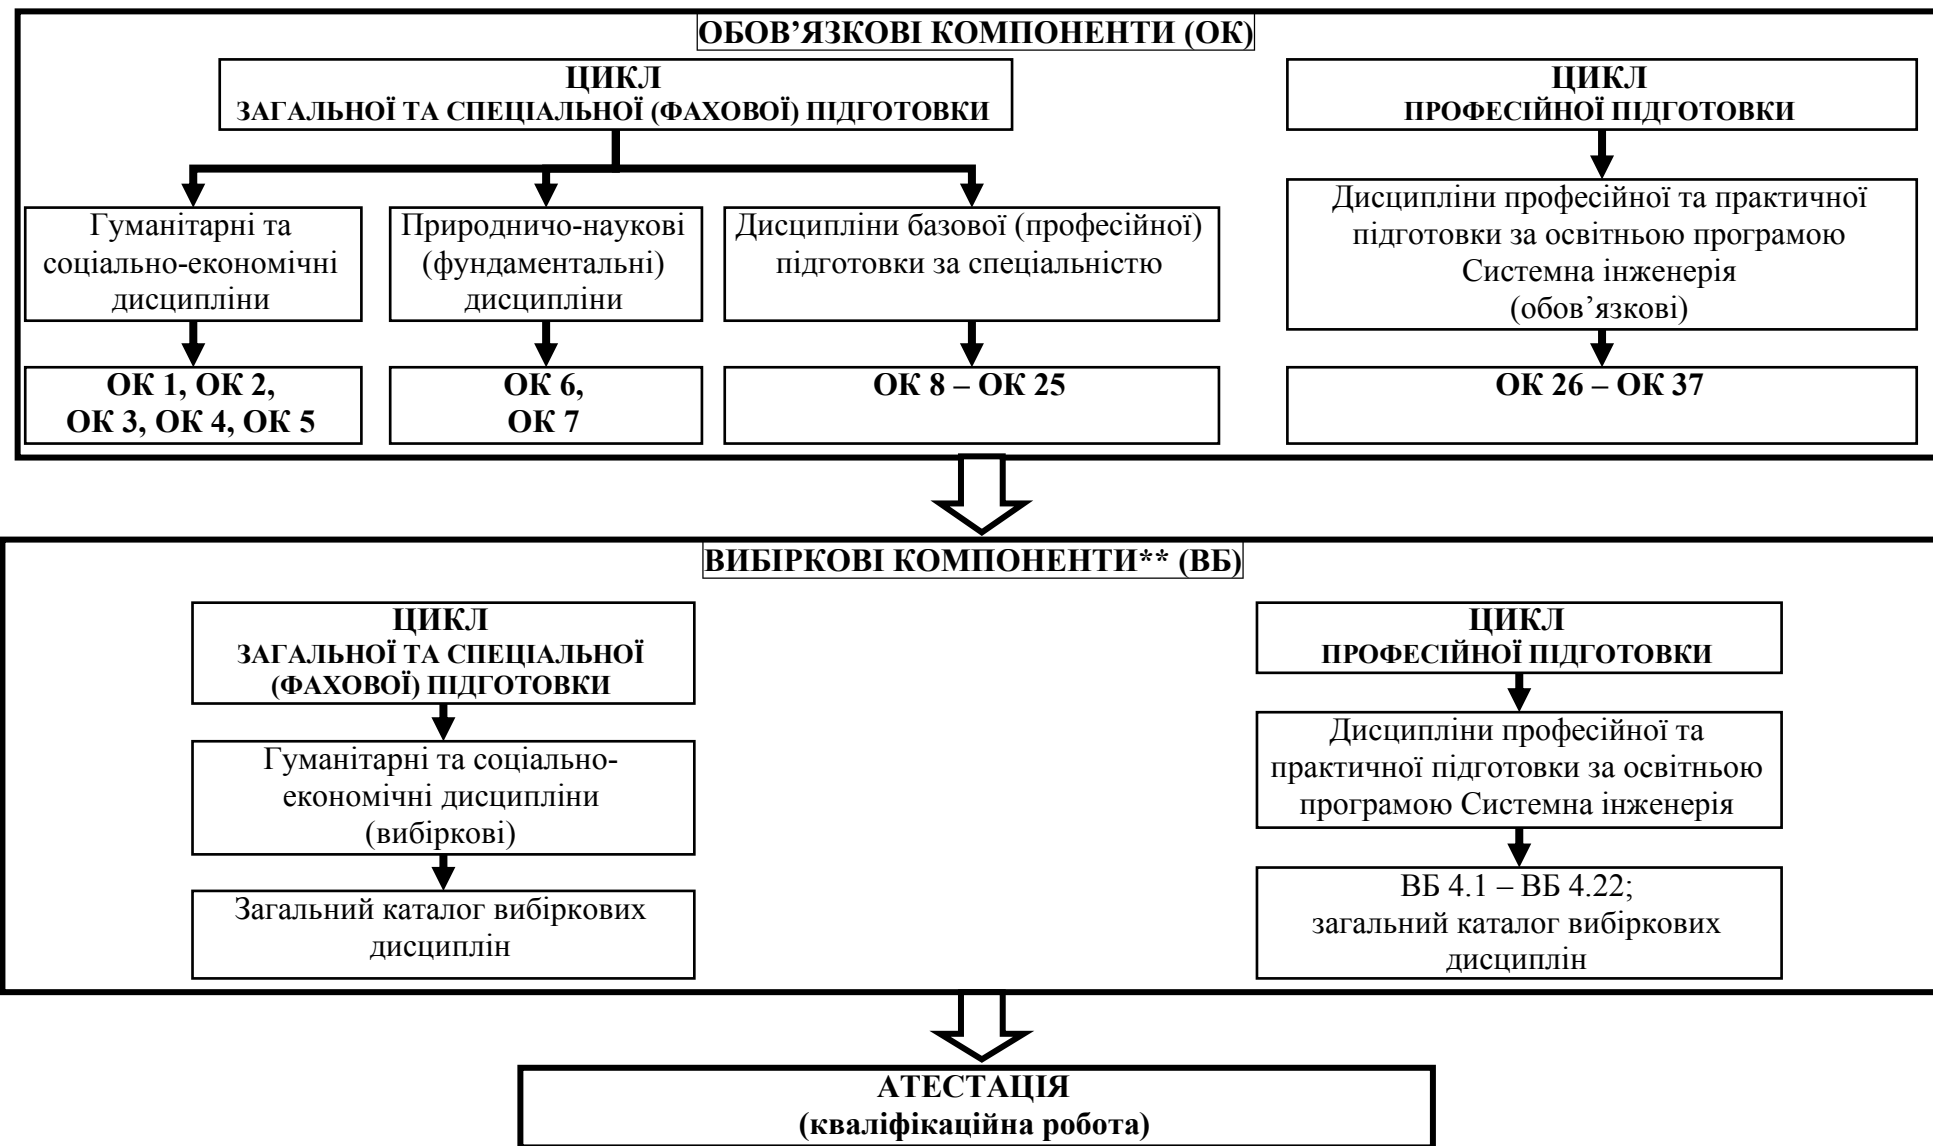 ОБОВ’ЯЗКОВІ КОМПОНЕНТИ (ОК)
ЦИКЛ
ЗАГАЛЬНОЇ ТА СПЕЦІАЛЬНОЇ (ФАХОВОЇ) ПІДГОТОВКИ
ЦИКЛ
ПРОФЕСІЙНОЇ ПІДГОТОВКИ
Гуманітарні та
соціально-економічні
дисципліни
Природничо-наукові
(фундаментальні)
дисципліни
Дисципліни базової (професійної)
підготовки за спеціальністю
Дисципліни професійної та практичної
підготовки за освітньою програмою
Системна інженерія
(обов’язкові)
ОК 1, ОК 2,
ОК 3, ОК 4, ОК 5
ОК 6,
ОК 7
ОК 8 – ОК 25
ОК 26 – ОК 37
ВИБІРКОВІ КОМПОНЕНТИ** (ВБ)
ЦИКЛ
ЗАГАЛЬНОЇ ТА СПЕЦІАЛЬНОЇ
(ФАХОВОЇ) ПІДГОТОВКИ
ЦИКЛ
ПРОФЕСІЙНОЇ ПІДГОТОВКИ
Гуманітарні та соціально-
економічні дисципліни
(вибіркові)
Дисципліни професійної та
практичної підготовки за освітньою
програмою Системна інженерія
Загальний каталог вибіркових
дисциплін
ВБ 4.1 – ВБ 4.22;
загальний каталог вибіркових
дисциплін
АТЕСТАЦІЯ
(кваліфікаційна робота)